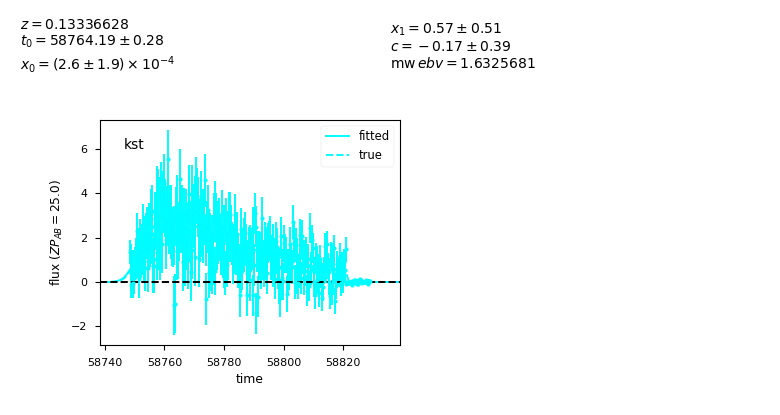 z = 0.13336628
t₀ = 58764.19 ± 0.28
x₀ = (2.6 ± 1.9) × 10⁻⁴
x₁ = 0.57 ± 0.51
c = −0.17 ± 0.39
mw ebv = 1.6325681
kst
fitted
true
6
4
2
0
−2
flux (ZP_AB = 25.0)
58740 58760 58780 58800 58820
time